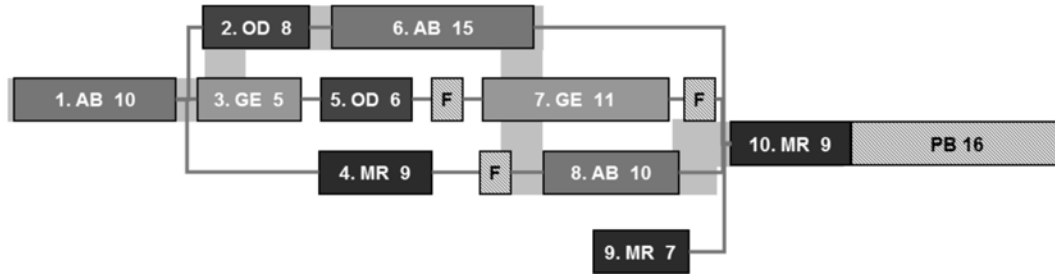 2. OD 8
6. AB 15
1. AB 10
3. GE 5
5. OD 6
F
7. GE 11
F
10. MR 9
PB 16
4. MR 9
F
8. AB 10
9. MR 7